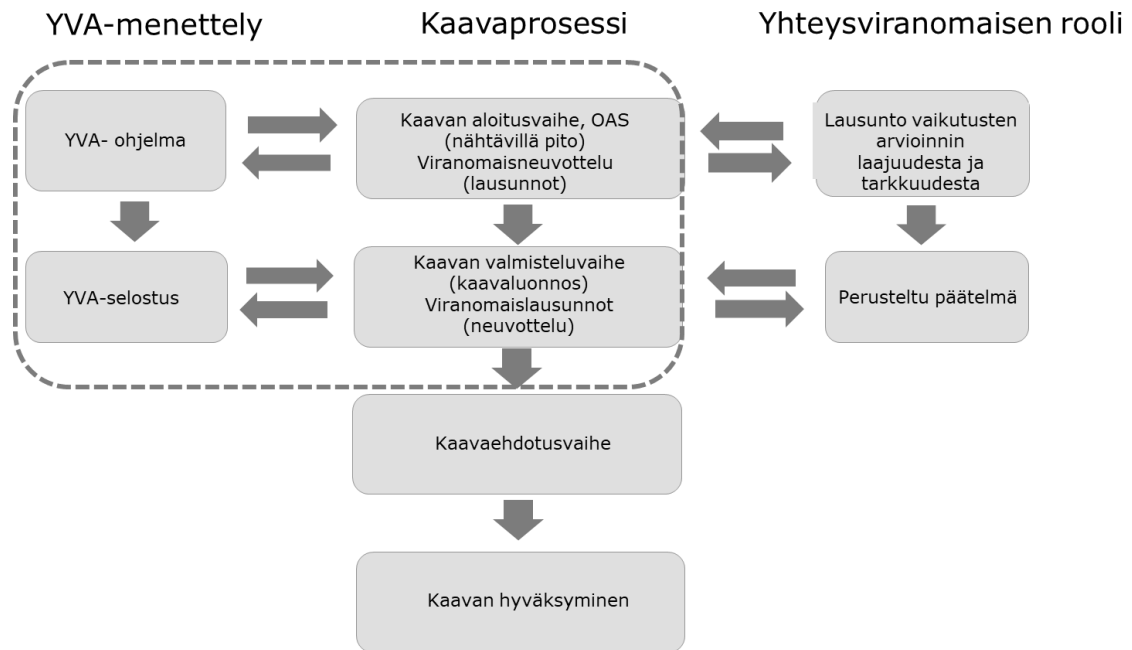 YVA-menettely
Kaavaprosessi
Yhteysviranomaisen rooli
YVA- ohjelma
Kaavan aloitusvaihe, OAS
(nähtävillä pito)
Viranomaisneuvottelu
(lausunnot)
Lausunto vaikutusten
arvioinnin
laajuudesta ja
tarkkuudesta
YVA-selostus
Kaavan valmisteluvaihe
(kaavaluonnos)
Viranomaislausunnot
(neuvottelu)
Perusteltu päätelmä
Kaavaehdotusvaihe
Kaavan hyväksyminen